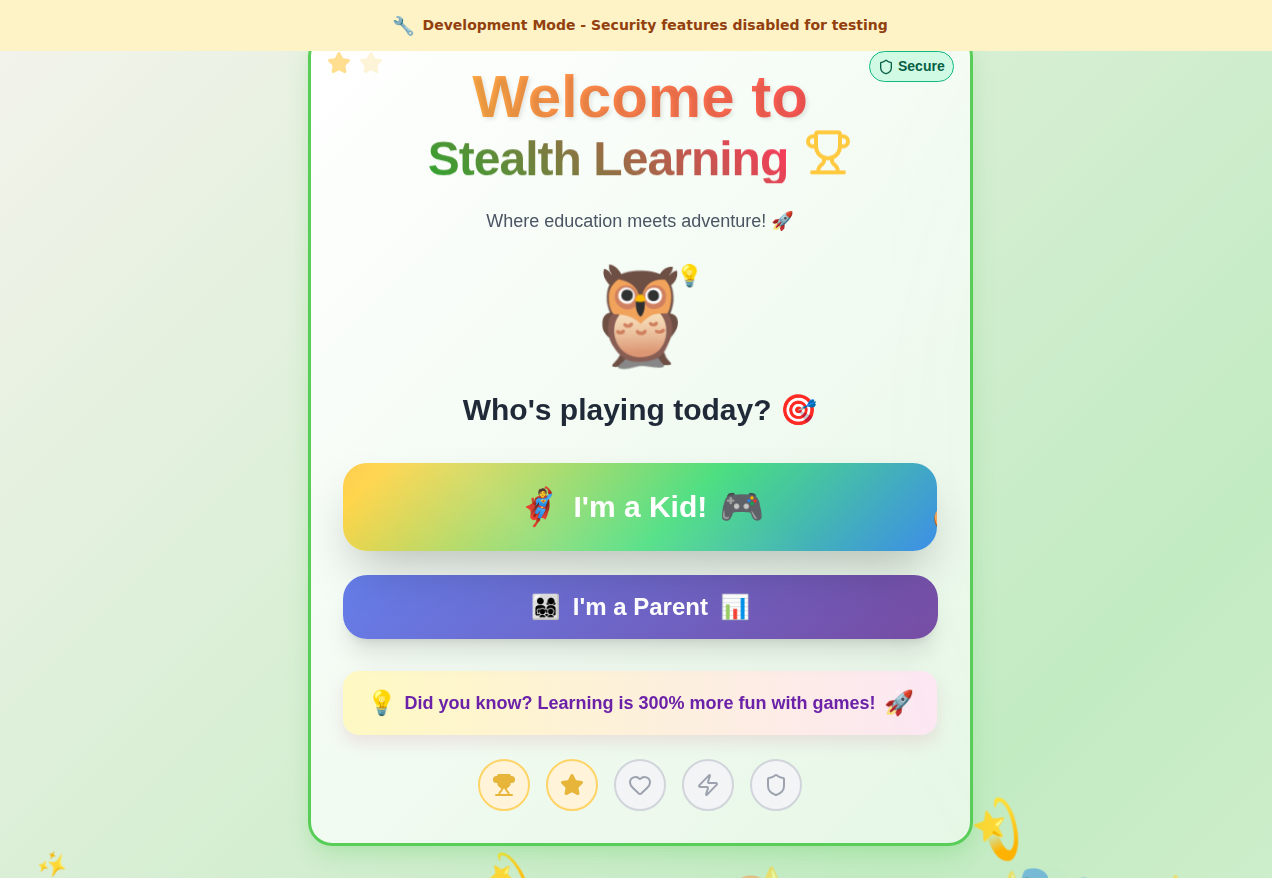 Development Mode - Security features disabled for testing
Secure
Welcome to
Stealth Learning
Where education meets adventure!
Who's playing today?
I'm a Kid!
I'm a Parent
Did you know? Learning is 300% more fun with games!